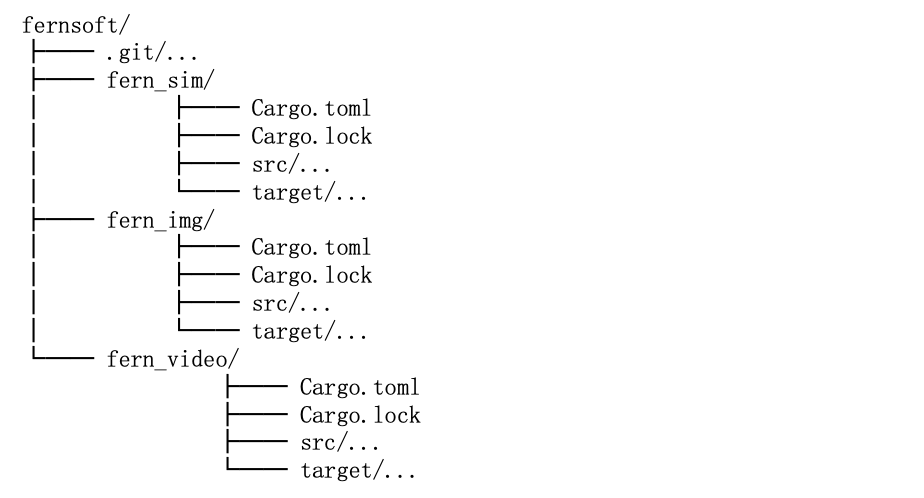 fernsoft/
├── .git/...
├── fern_sim/
│   ├── Cargo.toml
│   ├── Cargo.lock
│   ├── src/...
│   └── target/...
├── fern_img/
│   ├── Cargo.toml
│   ├── Cargo.lock
│   ├── src/...
│   └── target/...
└── fern_video/
    ├── Cargo.toml
    ├── Cargo.lock
    ├── src/...
    └── target/...